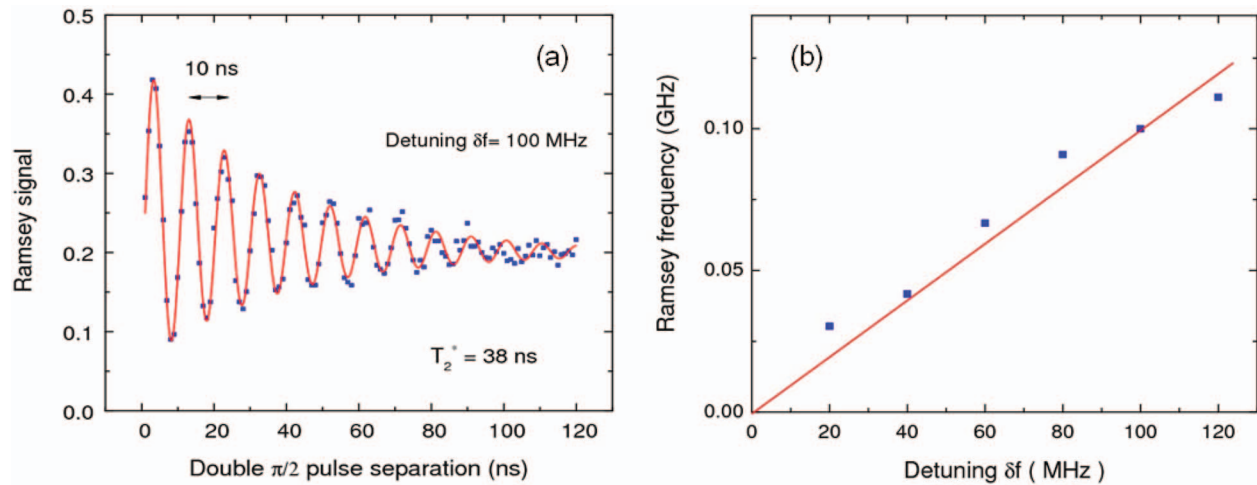 (a)
10 ns
Detuning δf= 100 MHz
T2* = 38 ns
Ramsey signal
0.5
0.4
0.3
0.2
0.1
0.0
0 20 40 60 80 100 120
Double π/2 pulse separation (ns)
(b)
Ramsey frequency (GHz)
0.10
0.05
0.00
0 20 40 60 80 100 120
Detuning δf ( MHz )